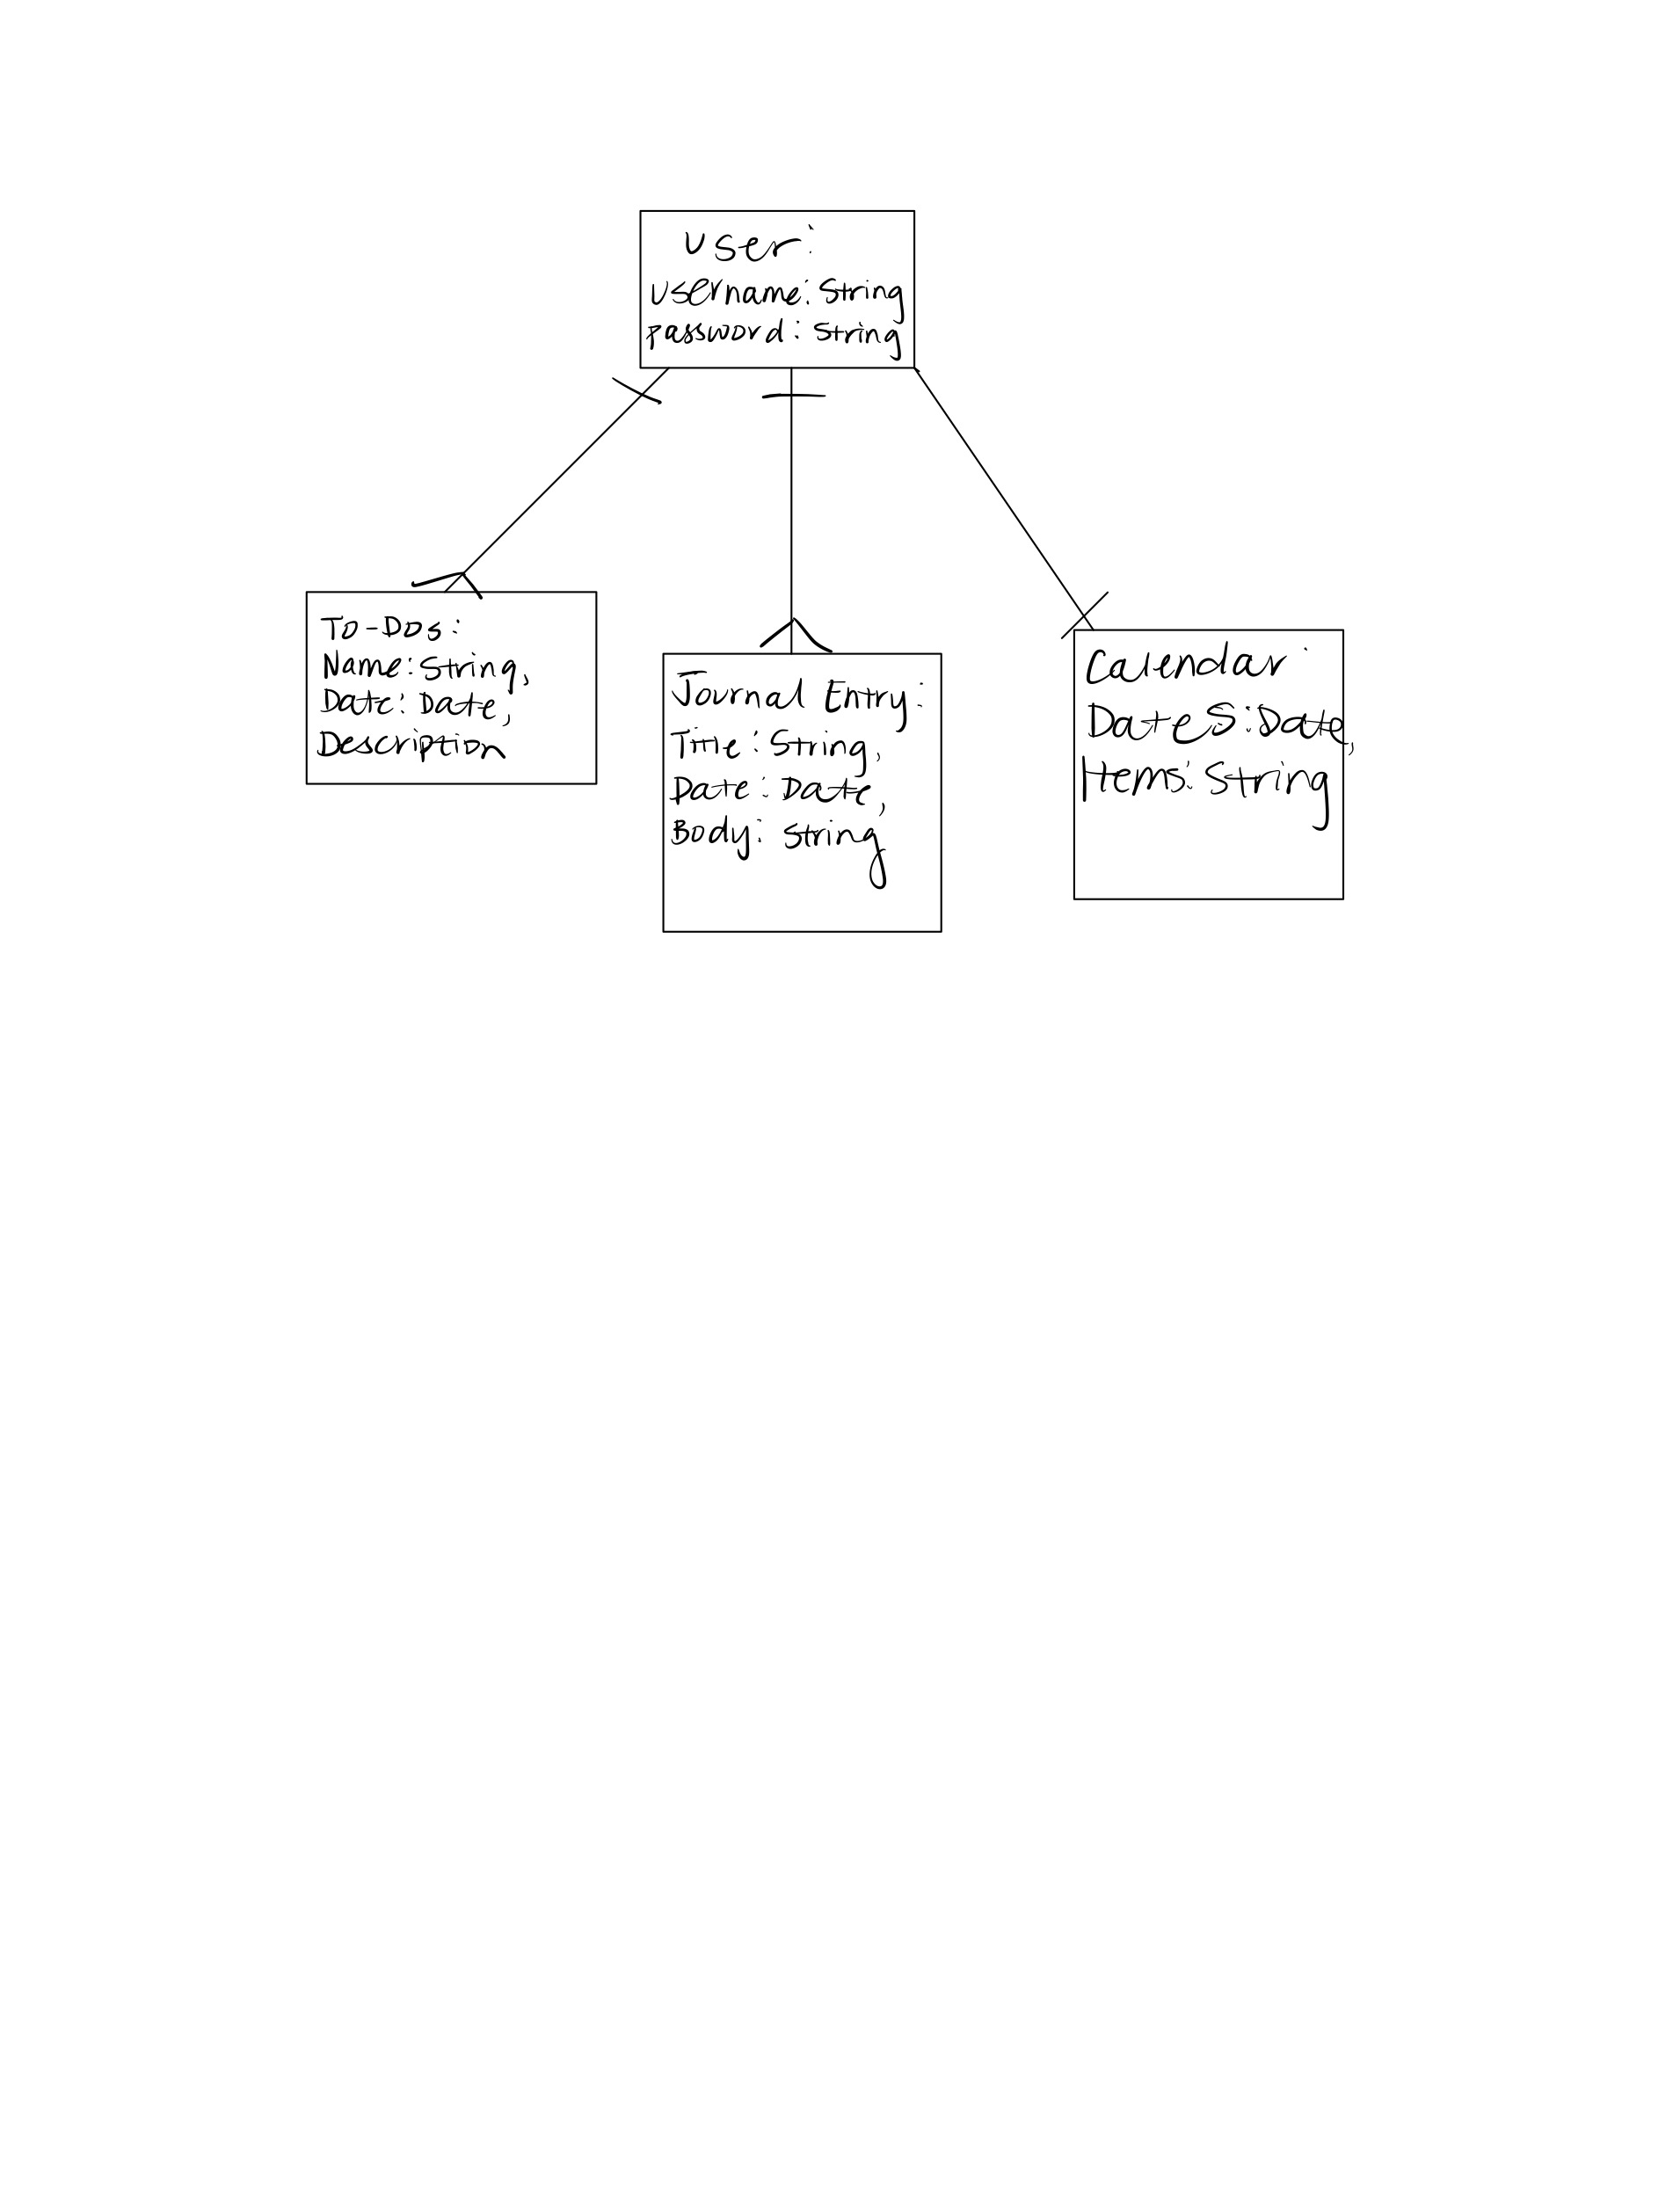 User:
Username: String
Password: String
To-Dos:
Name: String,
Date: Date,
Description
Journal Entry:
Title: String,
Date: Date,
Body: String
Calendar:
Dates: Date,
Items: String